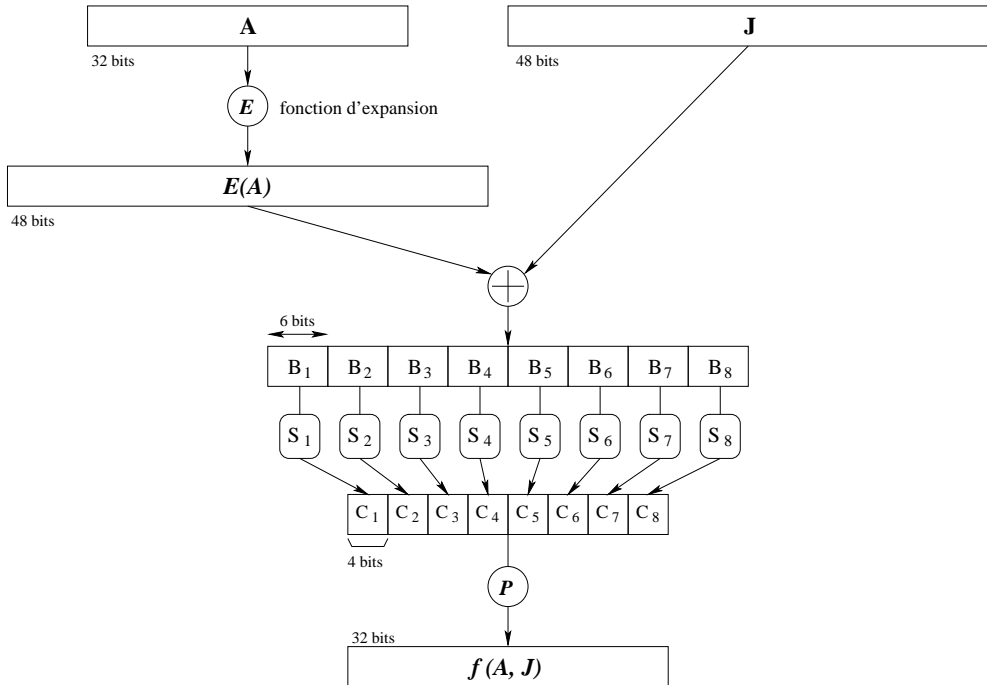 A J
32 bits 48 bits
E fonction d'expansion
E(A)
48 bits
6 bits
B1 B2 B3 B4 B5 B6 B7 B8
S1 S2 S3 S4 S5 S6 S7 S8
C1 C2 C3 C4 C5 C6 C7 C8
4 bits
P
32 bits
f (A, J)